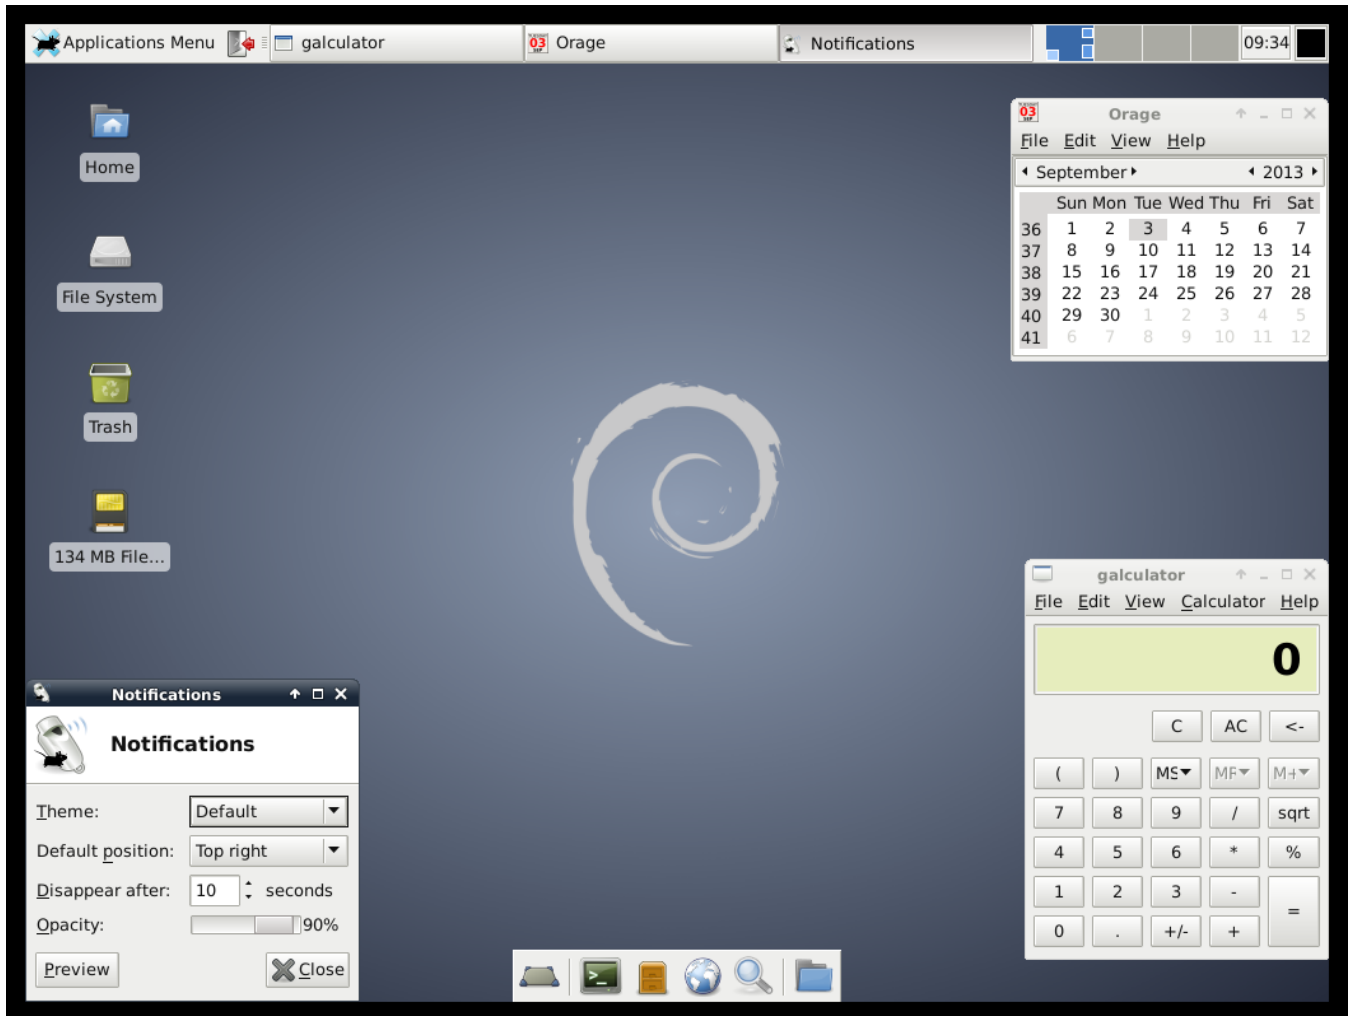 Applications Menu
galculator
03 Orage
Notifications
09:34
Home
File System
Trash
134 MB File...
03 Orage
File Edit View Help
September 2013
Sun Mon Tue Wed Thu Fri Sat
36 1 2 3 4 5 6 7
37 8 9 10 11 12 13 14
38 15 16 17 18 19 20 21
39 22 23 24 25 26 27 28
40 29 30 1 2 3 4 5
41 6 7 8 9 10 11 12
galculator
File Edit View Calculator Help
0
C AC <-
( ) MS MR M+
7 8 9 / sqrt
4 5 6 * %
1 2 3 -
=
0 . +/- +
Notifications
Notifications
Theme: Default
Default position: Top right
Disappear after: 10 seconds
Opacity: 90%
Preview Close
>_